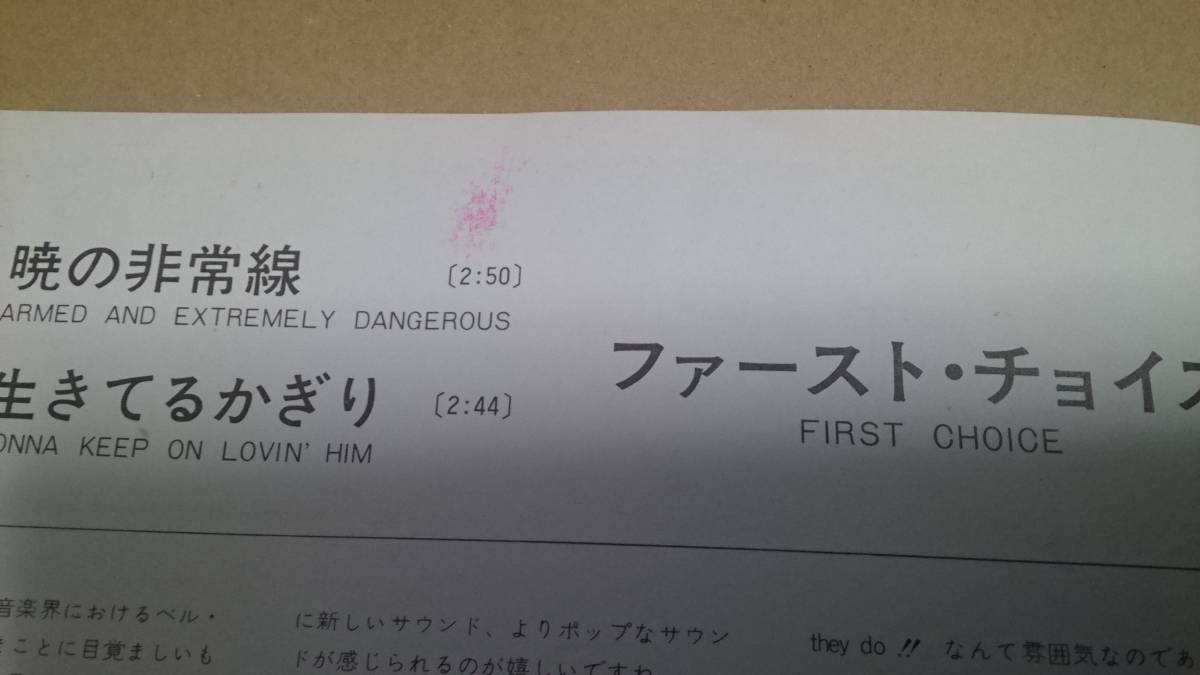 暁の非常線 〔2:50〕
ARMED AND EXTREMELY DANGEROUS
生きてるかぎり 〔2:44〕
ONNA KEEP ON LOVIN' HIM
ファースト・チョイス
FIRST CHOICE
音楽界におけるベル・
ことに目覚ましいも
に新しいサウンド、よりポップなサウン
ドが感じられるのが嬉しいですね
they do !! なんて雰囲気なのであ